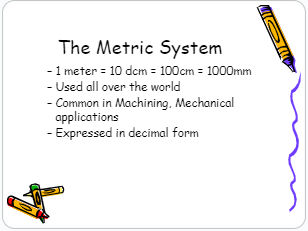 The Metric System
– 1 meter = 10 dcm = 100cm = 1000mm
– Used all over the world
– Common in Machining, Mechanical
applications
– Expressed in decimal form